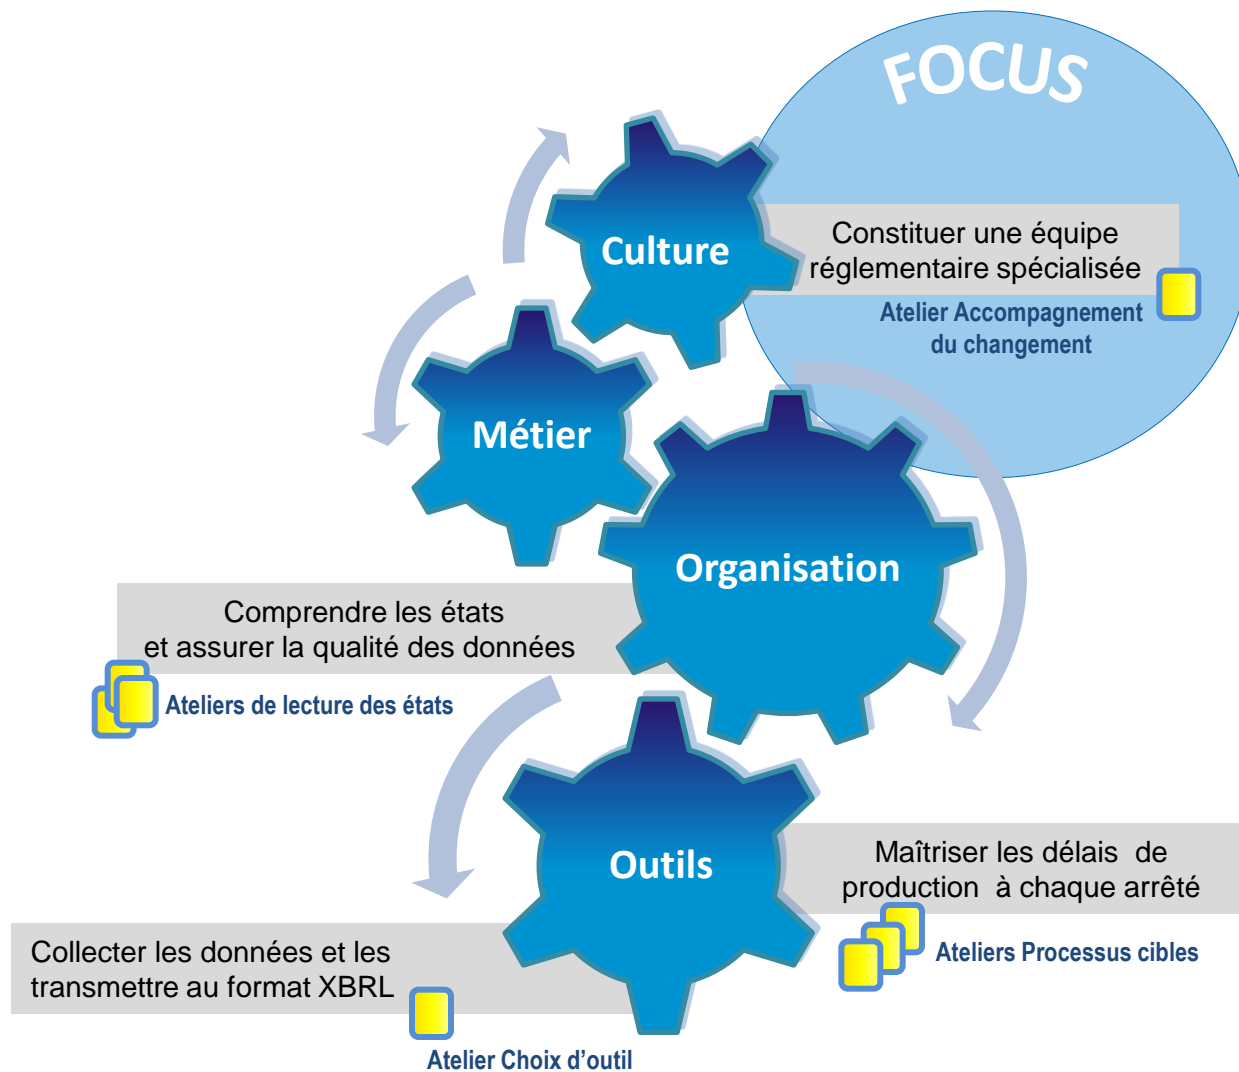 FOCUS
Culture
Constituer une équipe
réglementaire spécialisée
Atelier Accompagnement
du changement
Métier
Organisation
Comprendre les états
et assurer la qualité des données
Ateliers de lecture des états
Outils
Maîtriser les délais de
production à chaque arrêté
Ateliers Processus cibles
Collecter les données et les
transmettre au format XBRL
Atelier Choix d’outil